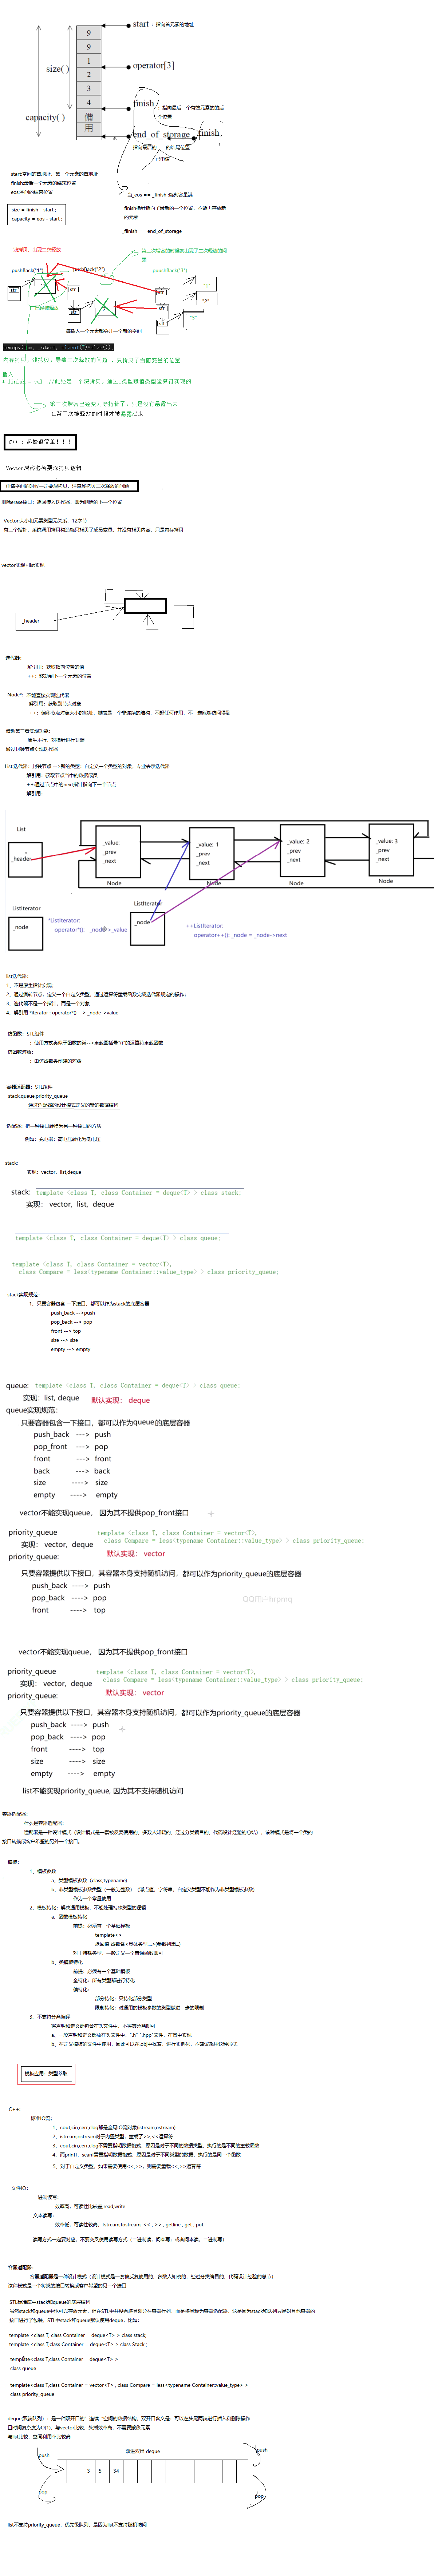 start：指向首元素的地址
9
9
1
2
3
4
備
用
size( )
capacity( )
operator[3]
finish：指向最后一个有效元素的的后一
个位置
end_of_storage
指向最后的 的结尾位置
finish
已申请
start:空间的首地址、第一个元素的首地址
finish:最后一个元素的结束位置
eos:空间的结束位置
size = finish - start ;
capacity = eos - start ;
当_eos == _finish :就利容量满
finish指针指向了最后的一个位置，不能再存放新
的元素
_fiinish == end_of_storage
浅拷贝，出现二次释放
第三次增容的时候就出现了二次释放的问
题
pushBack("1")
puushBack("2")
puushBack("3")
str
"1"
已经被释放
str
str
"2"
str
str
str
"1"
"2"
"3"
每插入一个元素都会开一个新的空间
memcpy(tmp, _start, sizeof(T)*size())
内存拷贝，浅拷贝，导致二次释放的问题 ，只拷贝了当前变量的位置
插入
*_finish = val ;//此处是一个深拷贝，通过T类型赋值类型运算符实现的
第二次增容已经变为野指针了，只是没有暴露出来
在第三次被释放的时候才被暴露出来
C++ ：起始很简单！！！
Vector增容必须要深拷贝逻辑
申请空间的时候一定要深拷贝，注意浅拷贝二次释放的问题
删除erase接口：返回传入迭代器，即为删除的下一个位置
Vector:大小和元素类型无关系，12字节
有三个指针，系统调用拷贝构造就只拷贝了成员变量，并没有拷贝内容，只是内存拷贝
vector实现+list实现
_header
迭代器：
解引用：获取指向位置的值
++：移动到下一个元素的位置
Node*：不能直接实现迭代器
解引用：获取到节点对象
++：偏移节点对象大小的地址，链表是一个非连续的结构，不起任何作用，不一定能够访问得到
借助第三者实现功能：
原生不行，对指针进行封装
通过封装节点实现迭代器
List:迭代器：封装节点 -->新的类型：自定义一个类型的对象，专业表示迭代器
解引用：获取节点当中的数据成员
++:通过节点中的next指针指向下一个节点
解引用：
List
_header
_value:
_prev
_next
Node
_value: 1
_prev
_next
Node
_value: 2
_prev
_next
Node
_value: 3
_prev
_next
Node
ListIterator
_node
*ListIterator:
operator*(): _node->_value
ListIterator
_node
++ListIterator:
operator++(): _node = _node->next
list迭代器：
1、不是原生指针实现；
2、通过购转节点，定义一个自定义类型，通过运算符重载函数完成迭代器规定的操作；
3、迭代器不是一个指针，而是一个对象
4、解引用 *iterator : operator*() --> _node->value
仿函数：STL组件
：使用方式类似于函数的类-->重载圆括号"()"的运算符重载函数
仿函数对象：
：由仿函数类创建的对象
容器适配器：STL组件
stack,queue,priority_queue
通过适配器的设计模式定义的新的数据结构
适配器：把一种接口转换为另一种接口的方法
例如：充电器：高电压转化为低电压
stack:
实现：vector、list,deque
stack: template <class T, class Container = deque<T> > class stack;
实现： vector, list, deque
template <class T, class Container = deque<T> > class queue;
template <class T, class Container = vector<T>,
class Compare = less<typename Container::value_type> > class priority_queue;
stack实现规范：
1、只要容器包含一下接口，都可以作为stack的底层容器
push_back -->push
pop_back --> pop
front --> top
size --> size
empty --> empty
queue: template <class T, class Container = deque<T> > class queue;
实现: list, deque 默认实现： deque
queue实现规范：
只要容器包含一下接口，都可以作为queue的底层容器
push_back ---> push
pop_front ---> pop
front ---> front
back ---> back
size ----> size
empty ----> empty
vector不能实现queue， 因为其不提供pop_front接口
priority_queue template <class T, class Container = vector<T>,
class Compare = less<typename Container::value_type> > class priority_queue;
实现： vector, deque 默认实现： vector
priority_queue:
只要容器提供以下接口，其容器本身支持随机访问，都可以作为priority_queue的底层容器
push_back ----> push
pop_back ----> pop
front ----> top
QQ用户hrpmq
vector不能实现queue， 因为其不提供pop_front接口
priority_queue template <class T, class Container = vector<T>,
class Compare = less<typename Container::value_type> > class priority_queue;
实现： vector, deque 默认实现： vector
priority_queue:
只要容器提供以下接口，其容器本身支持随机访问，都可以作为priority_queue的底层容器
push_back ----> push
pop_back ----> pop
front ----> top
size ----> size
empty ----> empty
list不能实现priority_queue, 因为其不支持随机访问
容器适配器：
什么是容器适配器：
适配器是一种设计模式（设计模式是一套被反复使用的、多数人知晓的、经过分类编目的、代码设计经验的总结），该种模式是将一个类的
接口转换成客户希望的另外一个接口。
模板：
1、模板参数
a、类型模板参数（class,typename)
b、非类型模板参数类型（一般为整数）（浮点值、字符串、自定义类型不能作为非类型模板参数)
作为一个常量使用
2、模板特化：解决通用模板，不能处理特殊类型的逻辑
a、函数模板特化
前提：必须有一个基础模板
template<>
返回值 函数名<具体类型...>(参数列表...)
对于特殊类型，一般定义一个普通函数即可
b、类模板特化
前提：必须有一个基础模板
全特化：所有类型都进行特化
偏特化：
部分特化；只特化部分类型
限制特化；对通用的模板参数的类型做进一步的限制
3、不支持分离编译
将声明和定义都包含在头文件中，不将其分离即可
a、一般声明和定义都放在头文件中，".h" ".hpp"文件，在其中实现
b、在定义模板的文件中使用，因此可以在.obj中找着，进行实例化，不建议采用这种形式
模板应用：类型萃取
C++:
标准IO流：
1、cout,cin,cerr,clog都是全局IO流对象(istream,ostream)
2、istream,ostream对于内置类型，重载了>>,<<运算符
3、cout,cin,cerr,clog不需要指明数据格式，原因是对于不同的数据类型，执行的是不同的重载函数
4、而printf、scanf需要指明数据格式，原因是对于不同类型的数据，执行的是同一个函数
5、对于自定义类型，如果需要使用<<,>>，则需要重载<<,>>运算符
文件IO：
二进制读写：
效率高，可读性比较差,read,write
文本读写：
效率低，可读性较高、fstream,fostream, << , >> , getline , get , put
读写方式一定要对应，不要交叉使用读写方式（二进制读，问本写）或者问本读，二进制写）
容器适配器：
容器适配器是一种设计模式（设计模式是一套被反复使用的、多数人知晓的、经过分类编目的、代码设计经验的总节)
该种模式是一个将类的接口转换成客户希望的另一个接口
STL标准库中stack和queue的底层结构
虽然stack和queue中也可以存放元素，但在STL中并没有将其划分在容器行列，而是将其称为容器适配器，这是因为stack和队列只是对其他容器的
接口进行了包装，STL中stack和queue默认使用deque，比如：
template <class T, class Container = deque<T> > class stack;
template <class T,class Container = deque<T> > class Stack ;
template<class T,class Container = deque<T> >
class queue
template<class T,class Container = vector<T> , class Compare = less<typename Container:value_type> >
class priority_queue
deque(双端队列）：是一种双开口的”连续“空间的数据结构，双开口含义是；可以在头尾两端进行插入和删除操作
且时间复杂度为O(1)，与vector比较、头插效率高，不需要搬移元素
与list比较，空间利用率比较高
双进双出 deque
push
pop
3
5
34
push
pop
list不支持priority_queue，优先级队列，是因为list不支持随机访问